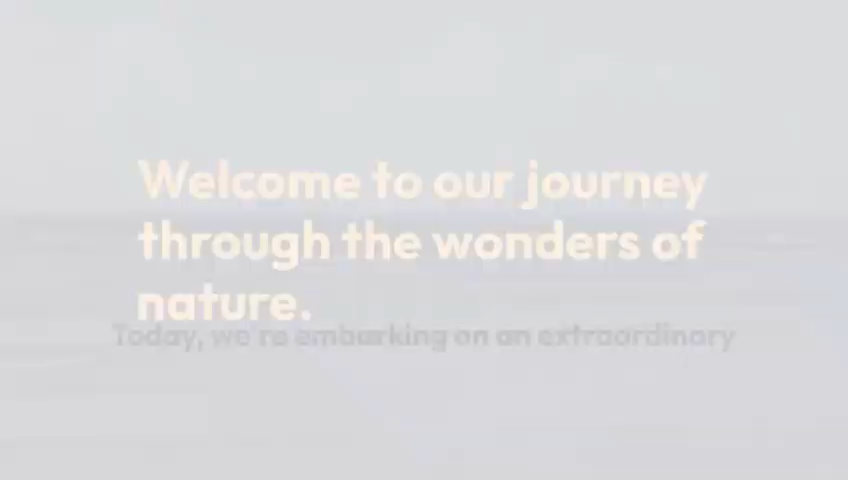 Welcome to our journey
through the wonders of
nature.
Today, we're embarking on an extraordinary